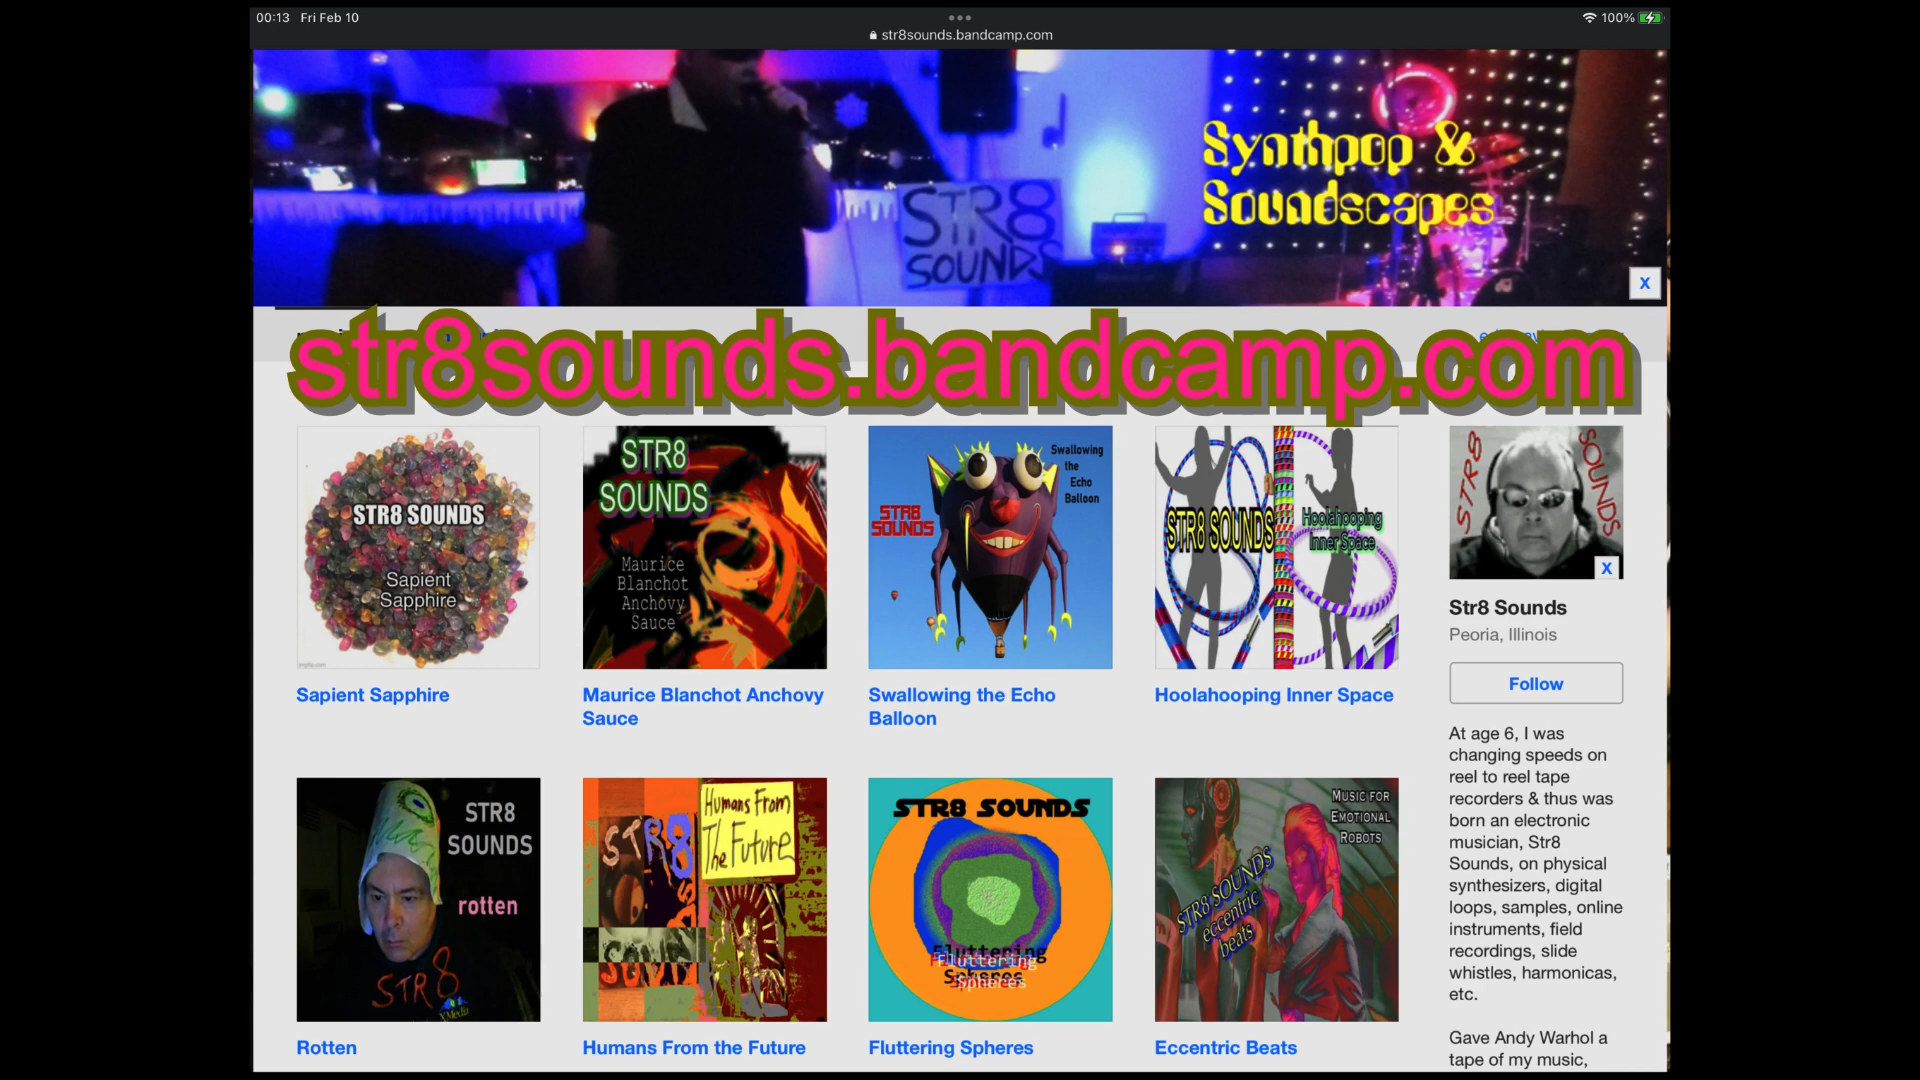 00:13 Fri Feb 10
100%
str8sounds.bandcamp.com
Synthpop &
Soundscapes
STR8
SOUNDS
X
str8sounds.bandcamp.com
STR8 SOUNDS
Sapient
Sapphire
imgflip.com
Sapient Sapphire
STR8
SOUNDS
Maurice
Blanchot
Anchovy
Sauce
Maurice Blanchot Anchovy
Sauce
Swallowing
the
Echo
Balloon
STR8
SOUNDS
Swallowing the Echo
Balloon
STR8 SOUNDS
Hoolahooping
Inner Space
Hoolahooping Inner Space
STR8
SOUNDS
X
Str8 Sounds
Peoria, Illinois
Follow
At age 6, I was
changing speeds on
reel to reel tape
recorders & thus was
born an electronic
musician, Str8
Sounds, on physical
synthesizers, digital
loops, samples, online
instruments, field
recordings, slide
whistles, harmonicas,
etc.
Gave Andy Warhol a
tape of my music,
STR8
SOUNDS
rotten
STR8
XMedia
Rotten
STR8
Humans From
The Future
Humans From the Future
STR8 SOUNDS
Fluttering
Spheres
Fluttering Spheres
MUSIC FOR
EMOTIONAL
ROBOTS
STR8 SOUNDS
eccentric
beats
Eccentric Beats